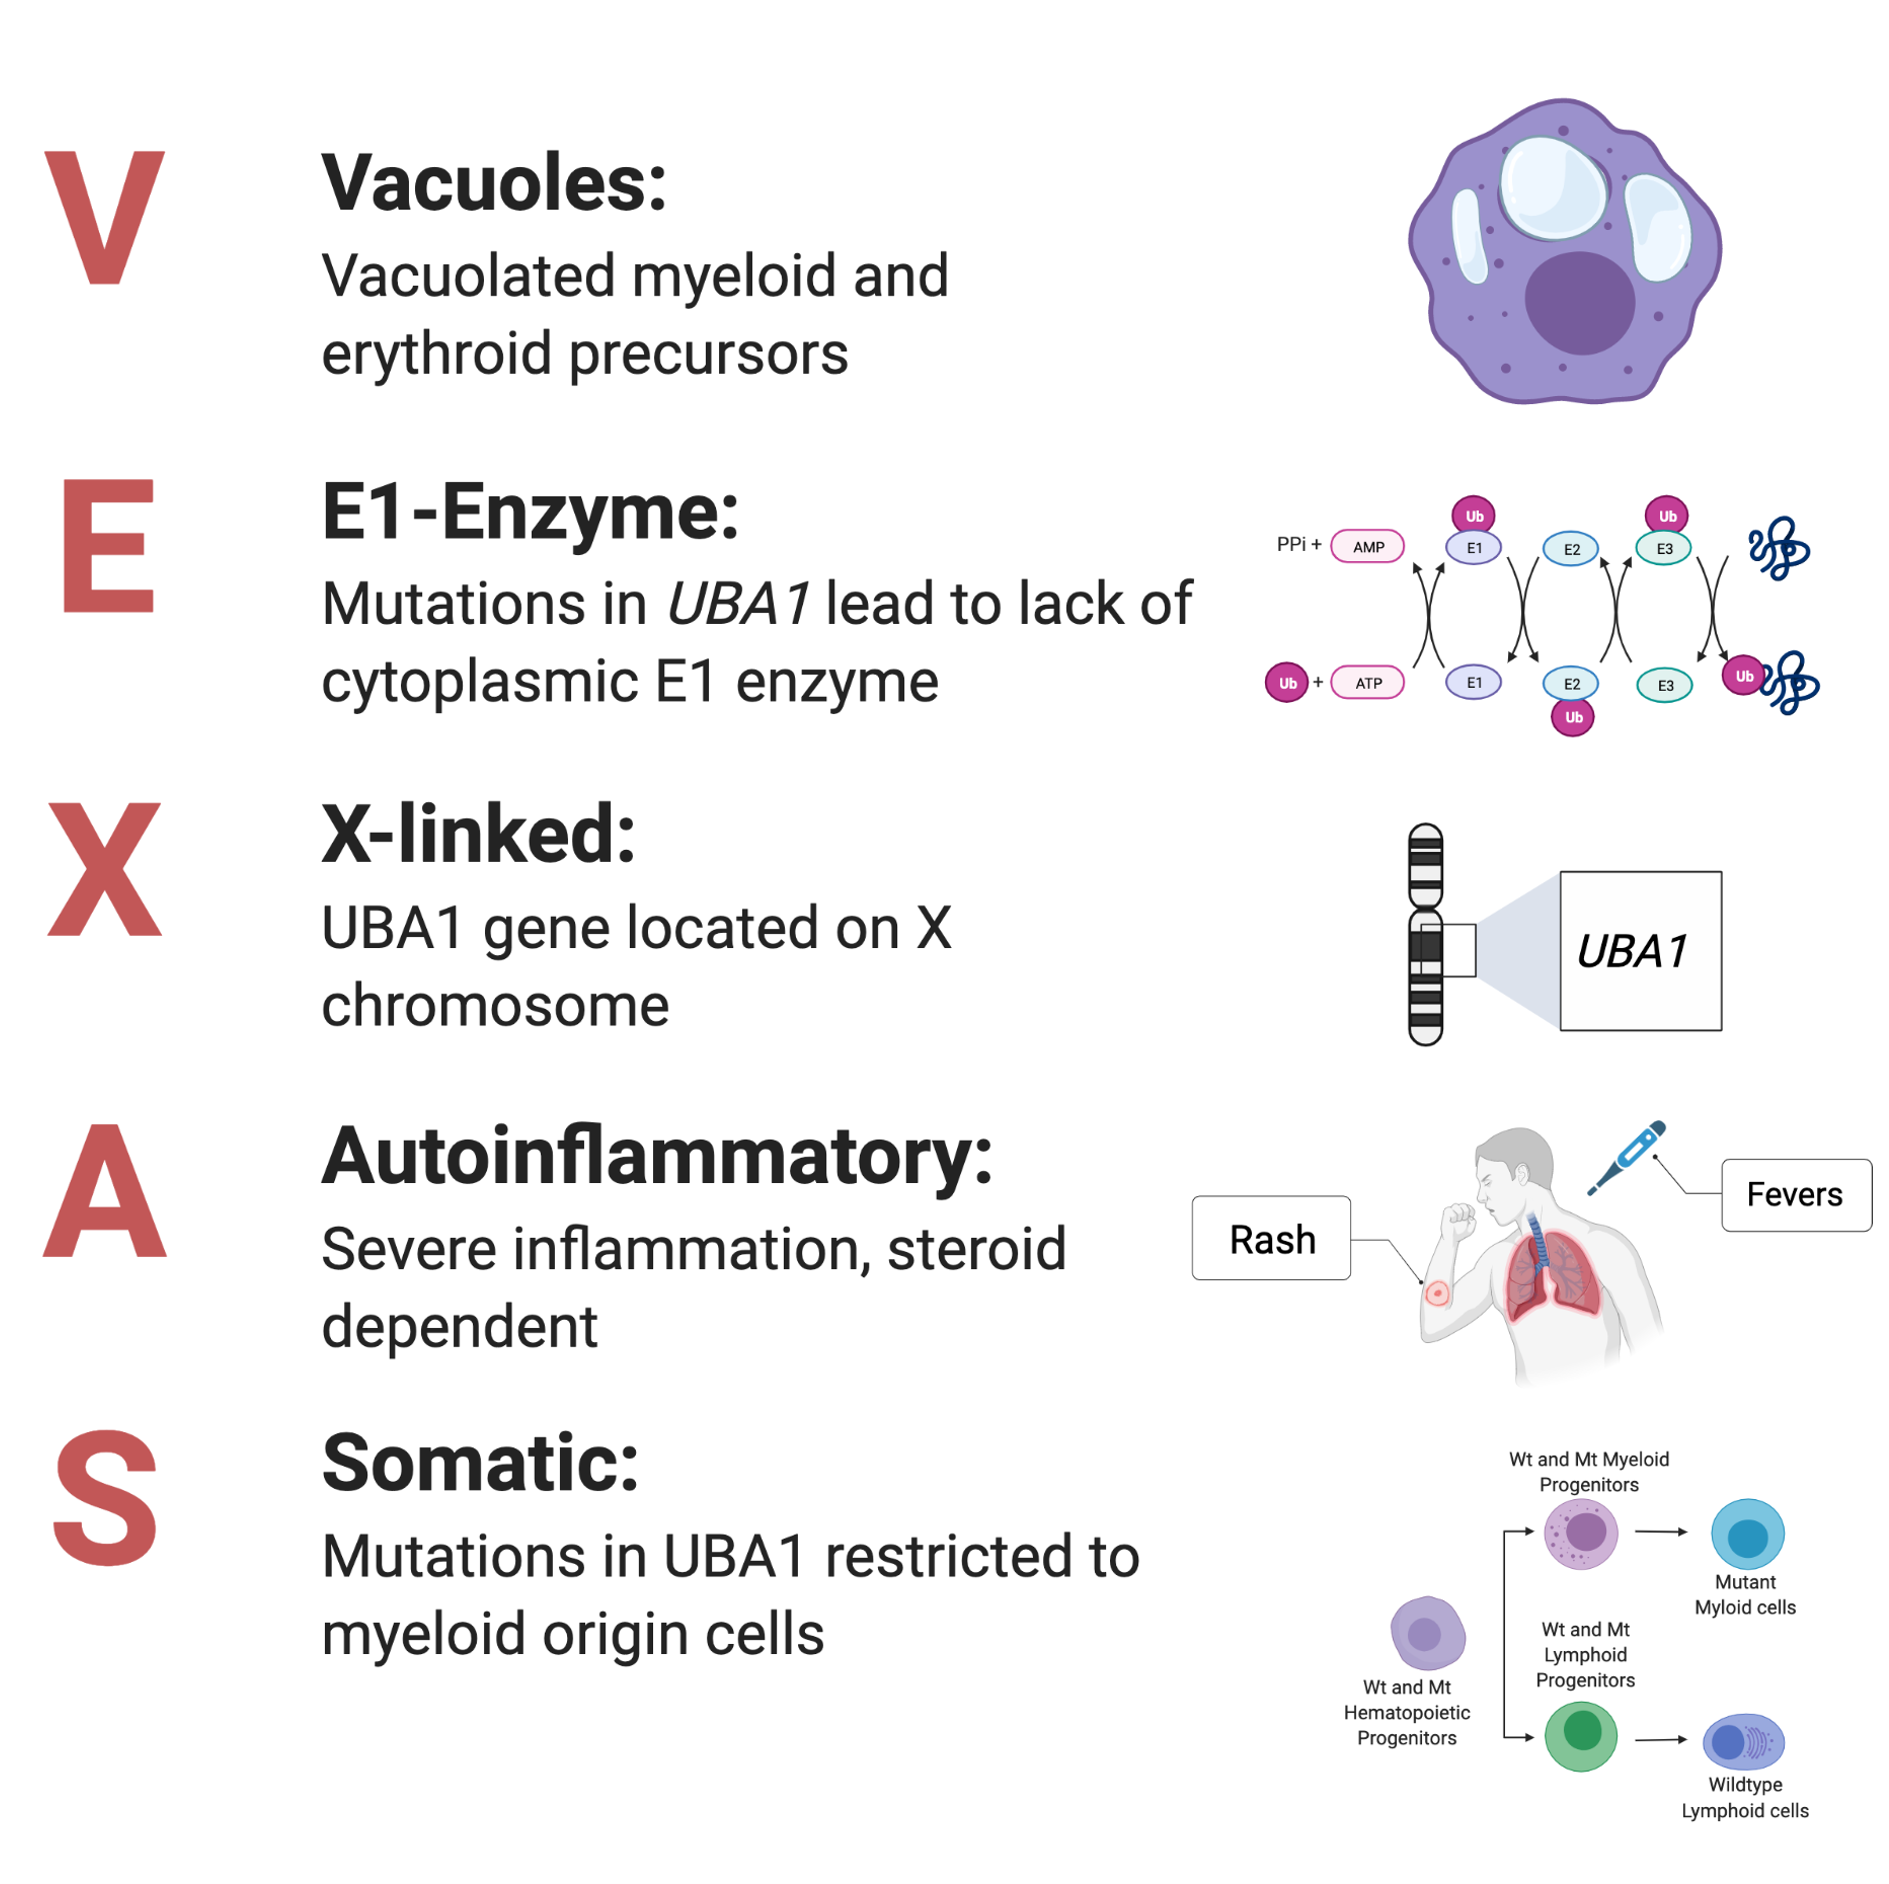 V
Vacuoles:
Vacuolated myeloid and
erythroid precursors
E
E1-Enzyme:
Mutations in UBA1 lead to lack of
cytoplasmic E1 enzyme
PPi + AMP
Ub
E1
E2
Ub
E3
Ub + ATP
E1
E2
Ub
E3
Ub
X
X-linked:
UBA1 gene located on X
chromosome
UBA1
A
Autoinflammatory:
Severe inflammation, steroid
dependent
Rash
Fevers
S
Somatic:
Mutations in UBA1 restricted to
myeloid origin cells
Wt and Mt Myeloid
Progenitors
Mutant
Myloid cells
Wt and Mt
Hematopoietic
Progenitors
Wt and Mt
Lymphoid
Progenitors
Wildtype
Lymphoid cells